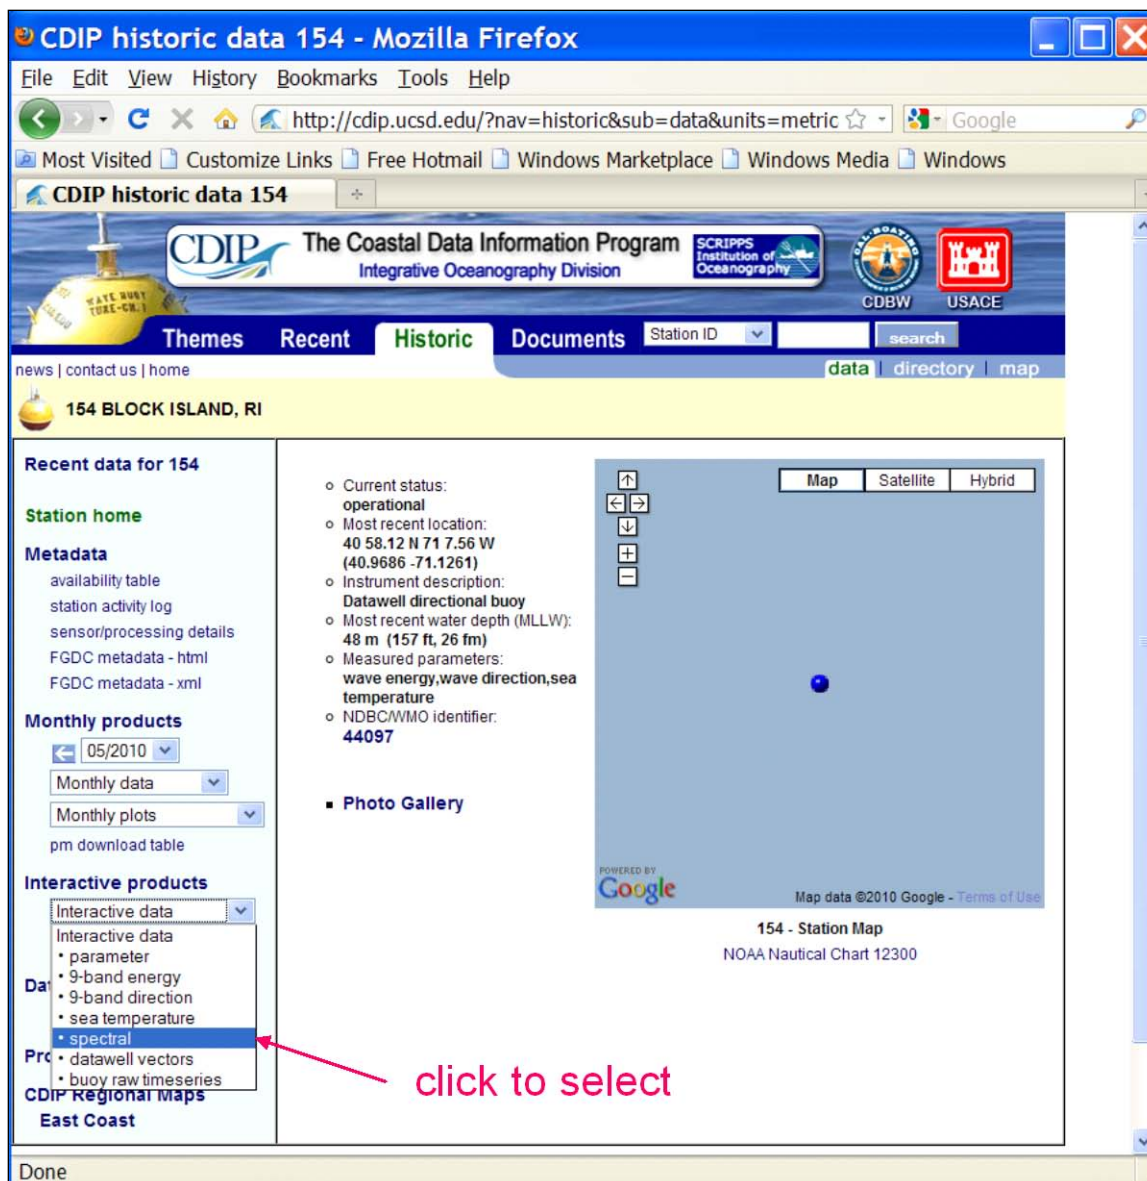 CDIP historic data 154 - Mozilla Firefox
File Edit View History Bookmarks Tools Help
http://cdip.ucsd.edu/?nav=historic&sub=data&units=metric Google
Most Visited Customize Links Free Hotmail Windows Marketplace Windows Media Windows
CDIP historic data 154
CDIP The Coastal Data Information Program
Integrative Oceanography Division
SCRIPPS
Institution of
Oceanography
CAL-BOATING
CDBW USACE
WAVE BUOY
Themes Recent Historic Documents Station ID search
news | contact us | home data | directory | map
154 BLOCK ISLAND, RI
Recent data for 154
Station home
Metadata
availability table
station activity log
sensor/processing details
FGDC metadata - html
FGDC metadata - xml
Monthly products
05/2010
Monthly data
Monthly plots
pm download table
Interactive products
Interactive data
Interactive data
• parameter
• 9-band energy
• 9-band direction
• sea temperature
• spectral
• datawell vectors
• buoy raw timeseries
CDIP Regional Maps
East Coast
Current status:
operational
Most recent location:
40 58.12 N 71 7.56 W
(40.9686 -71.1261)
Instrument description:
Datawell directional buoy
Most recent water depth (MLLW):
48 m (157 ft, 26 fm)
Measured parameters:
wave energy,wave direction,sea
temperature
NDBC/WMO identifier:
44097
Photo Gallery
Map Satellite Hybrid
POWERED BY
Google
Map data ©2010 Google - Terms of Use
154 - Station Map
NOAA Nautical Chart 12300
click to select
Done